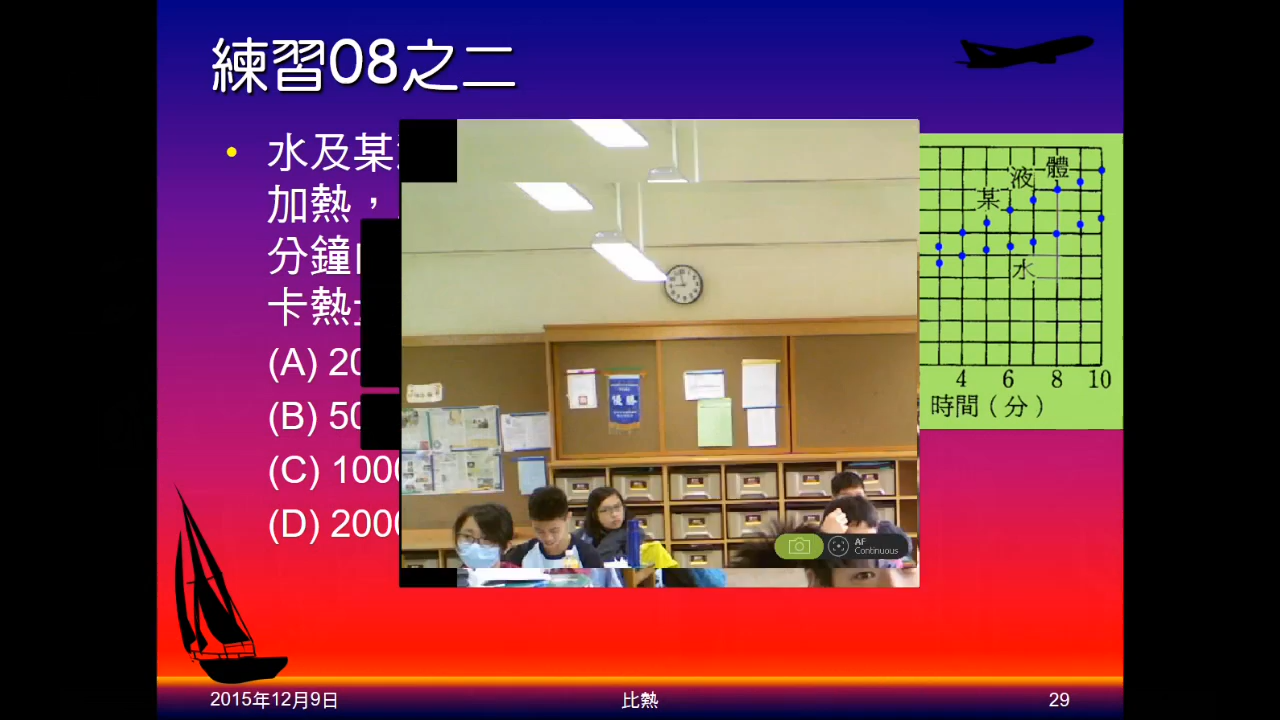 練習08之二
水及某
加熱，
分鐘
卡熱
(A) 20
(B) 50
(C) 1000
(D) 2000
某 液 體
水
4 6 8 10
時間（分）
優勝
AF
Continuous
2015年12月9日
比熱
29